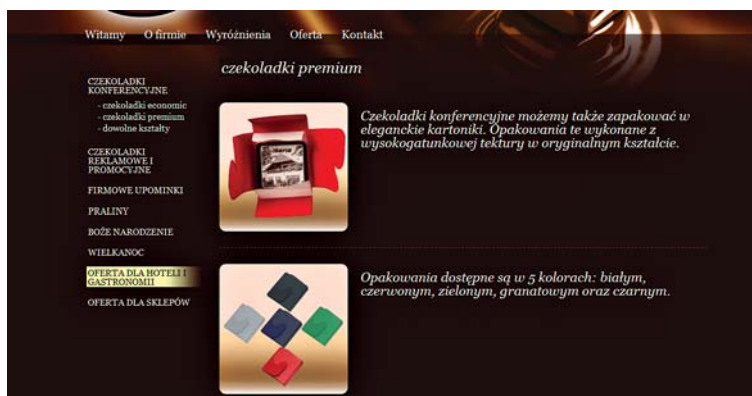 Witamy O firmie Wyróżnienia Oferta Kontakt
czekoladki premium
CZEKOLADKI
KONFERENCYJNE
- czekoladki economic
- czekoladki premium
- dowolne kształty
CZEKOLADKI
REKLAMOWE I
PROMOCYJNE
FIRMOWE UPOMINKI
PRALINY
BOŻE NARODZENIE
WIELKANOC
OFERTA DLA HOTELI I
GASTRONOMII
OFERTA DLA SKLEPÓW
Czekoladki konferencyjne możemy także zapakować w
eleganckie kartoniki. Opakowania te wykonane z
wysokogatunkowej tektury w oryginalnym kształcie.
Opakowania dostępne są w 5 kolorach: białym,
czerwonym, zielonym, granatowym oraz czarnym.